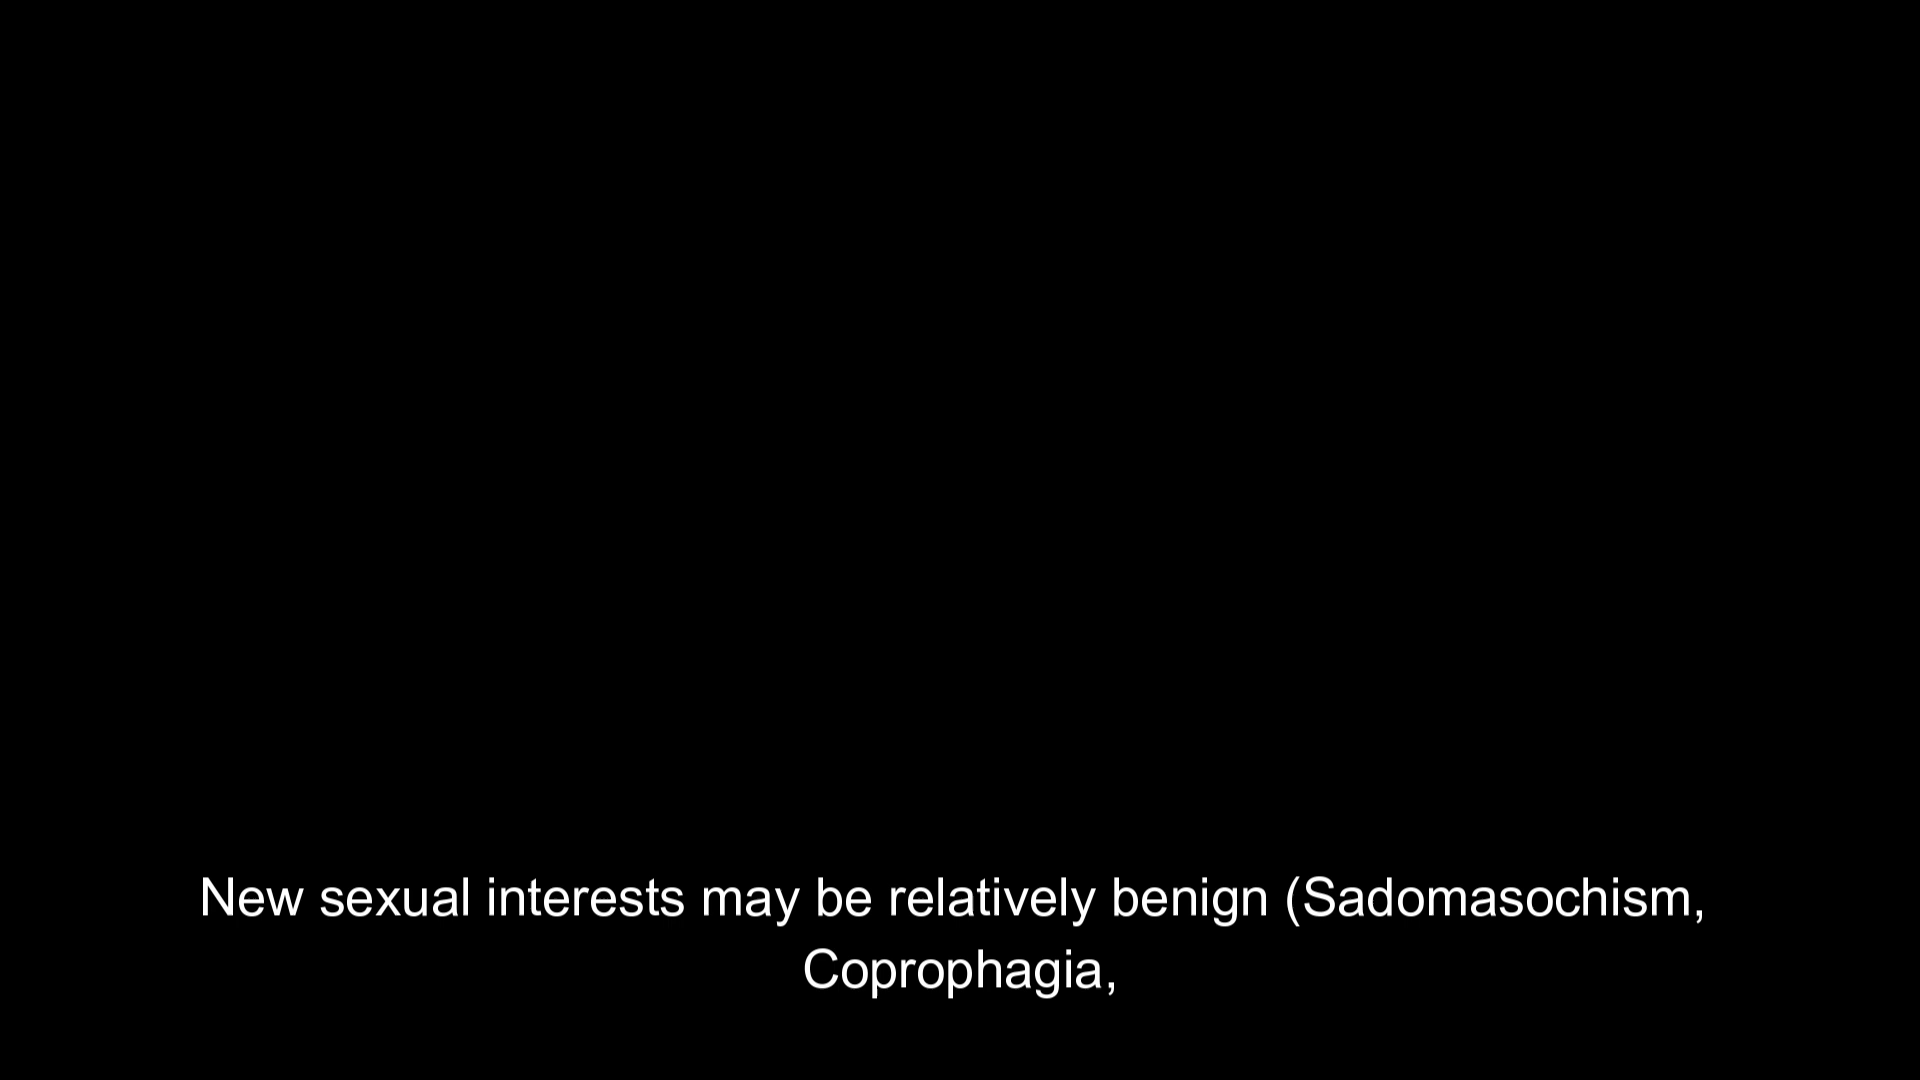 New sexual interests may be relatively benign (Sadomasochism,
Coprophagia,